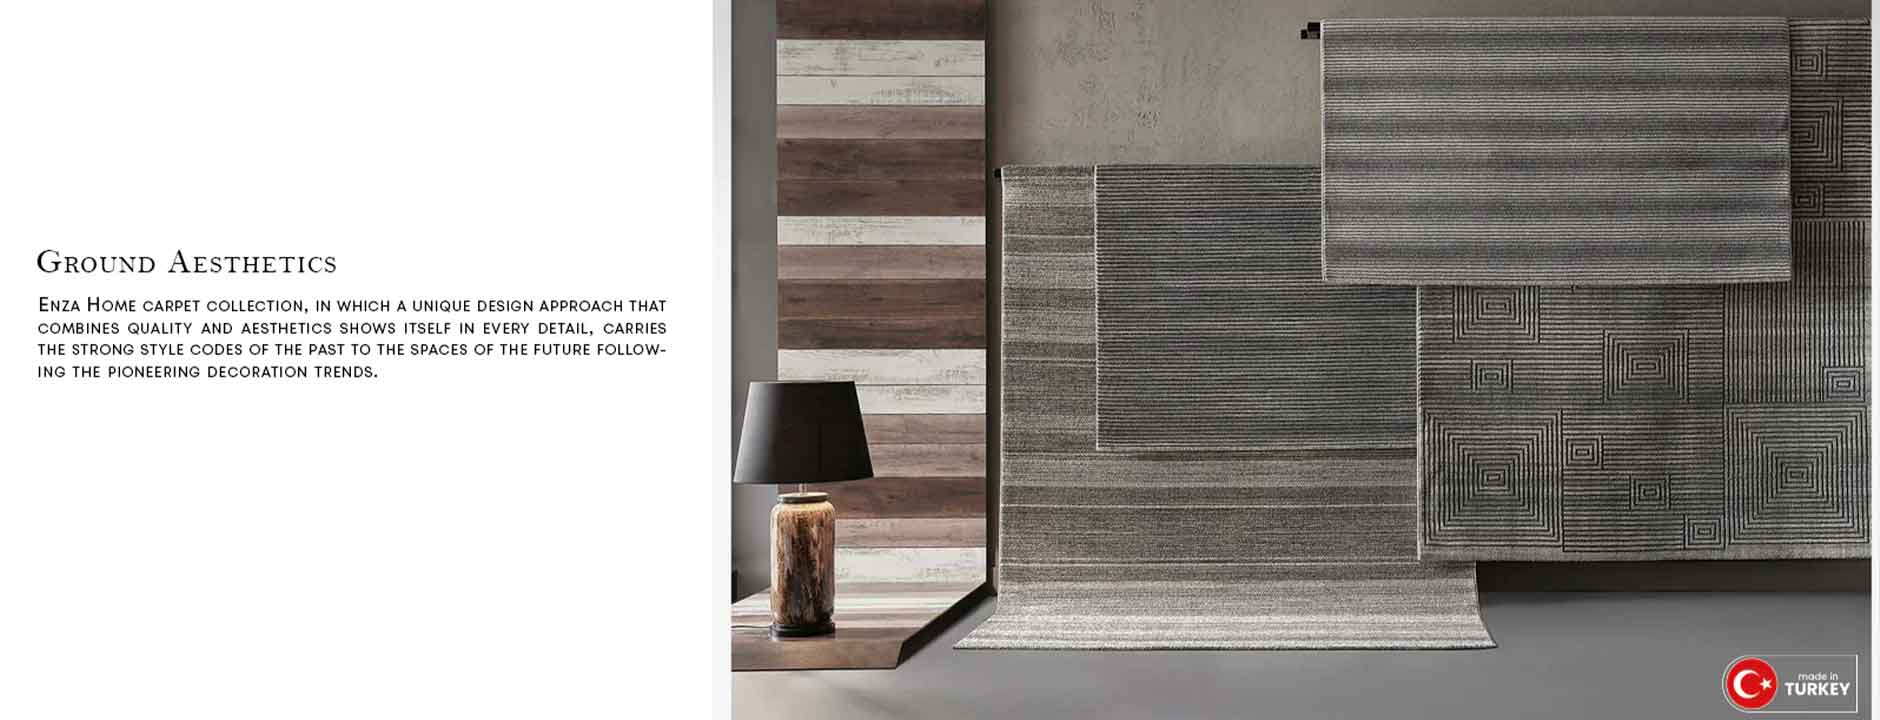 Ground Aesthetics
Enza Home carpet collection, in which a unique design approach that
combines quality and aesthetics shows itself in every detail, carries
the strong style codes of the past to the spaces of the future follow-
ing the pioneering decoration trends.
made in
TURKEY